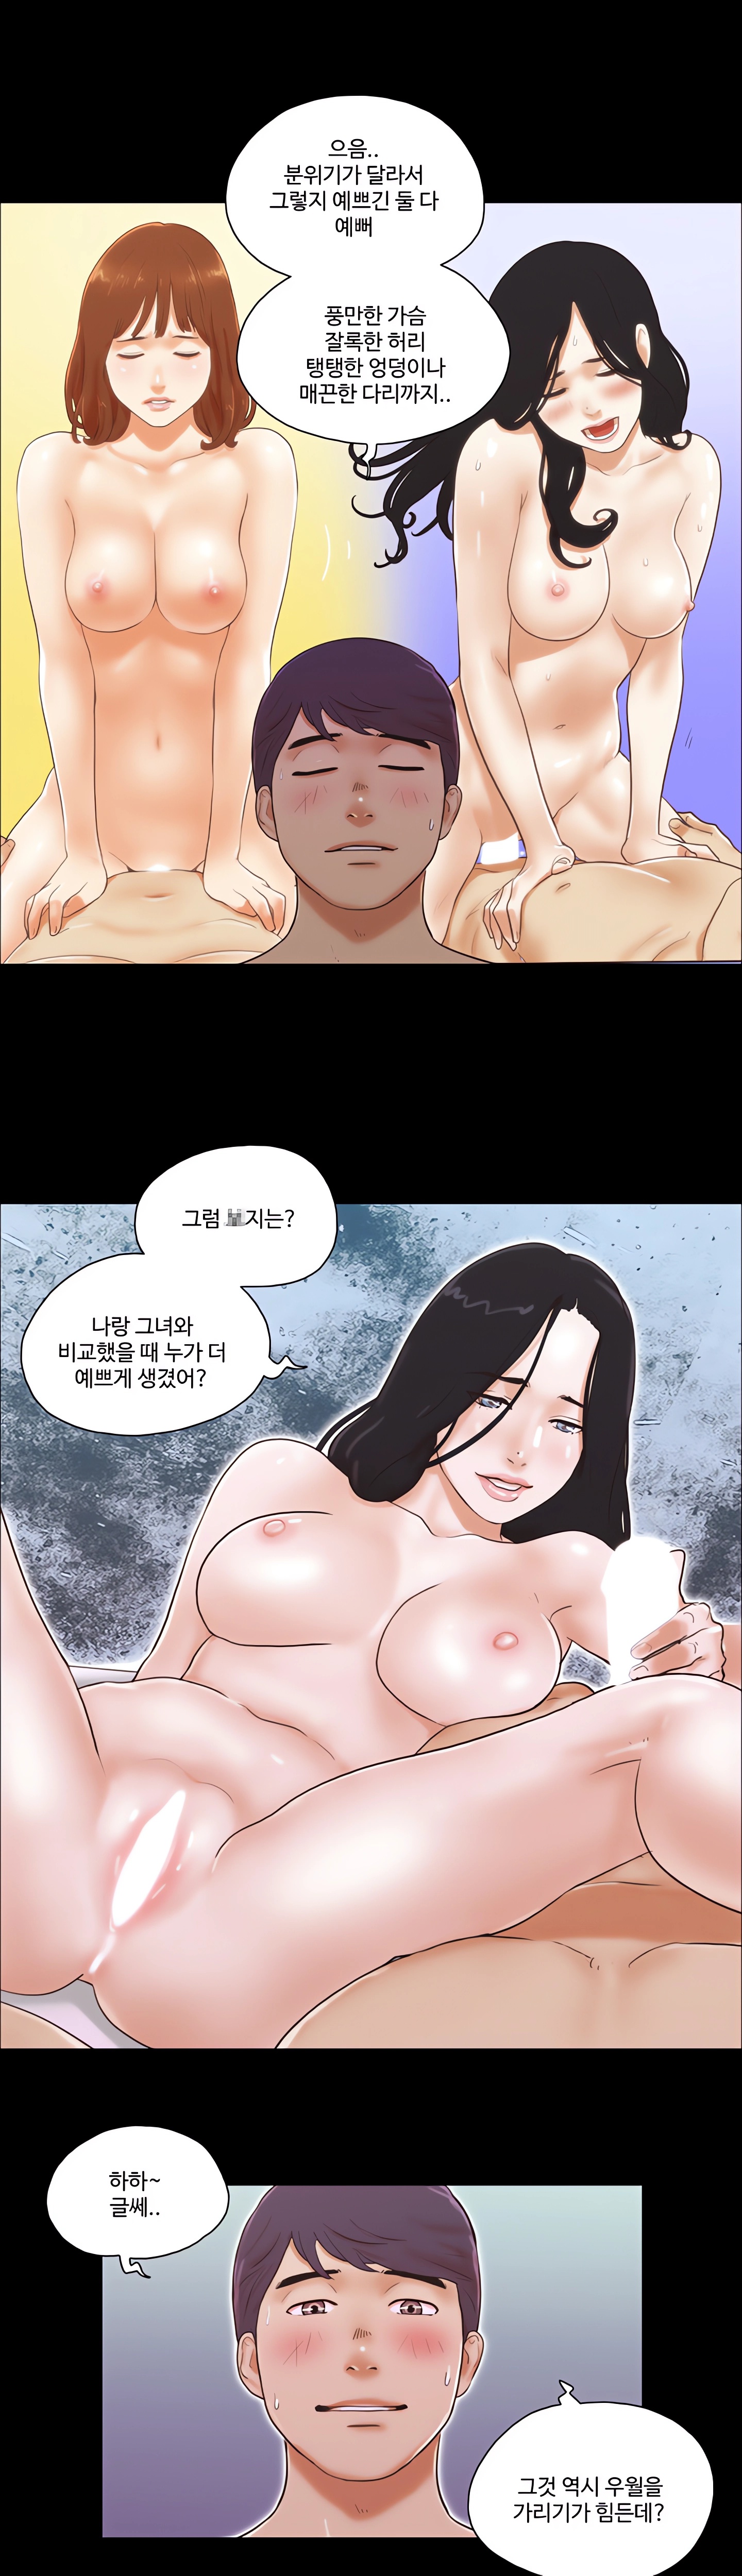 으음..
분위기가 달라서
그렇지 예쁘긴 둘 다
예뻐
풍만한 가슴
잘록한 허리
탱탱한 엉덩이나
매끈한 다리까지..
그럼 지는?
나랑 그녀와
비교했을 때 누가 더
예쁘게 생겼어?
하하~
글쎄..
그것 역시 우월을
가리기가 힘든데?